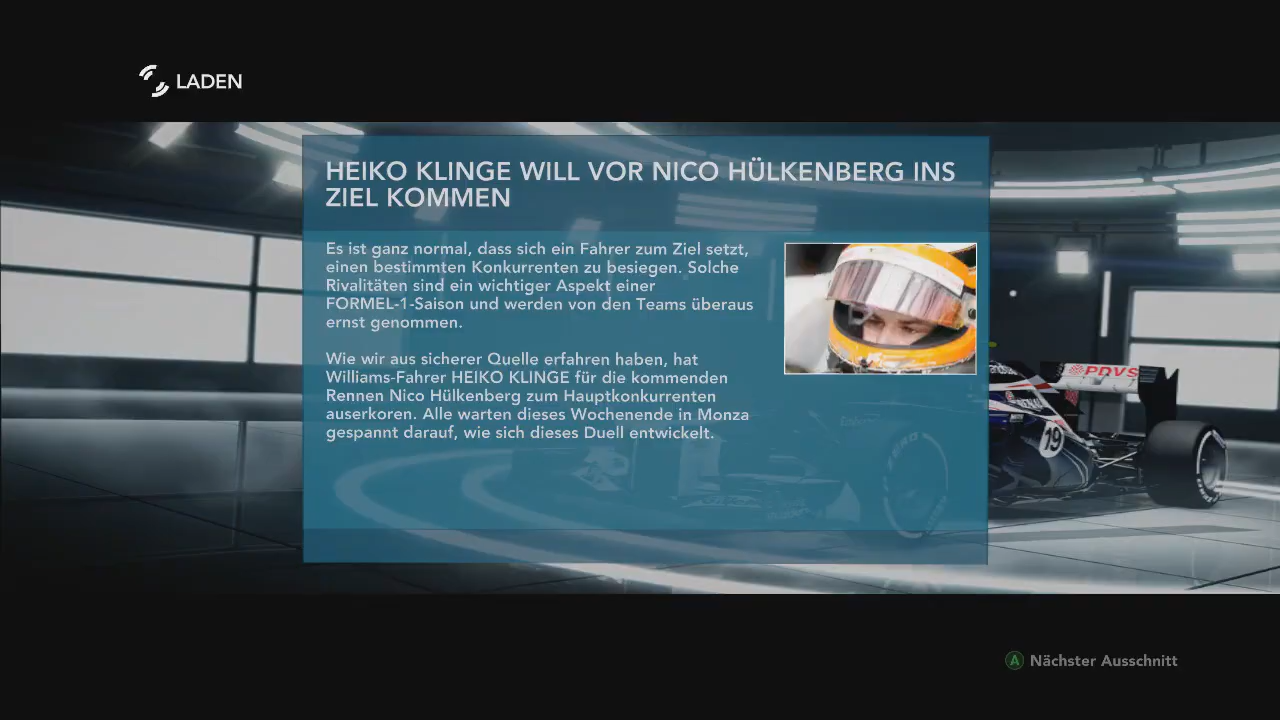 LADEN
HEIKO KLINGE WILL VOR NICO HÜLKENBERG INS
ZIEL KOMMEN
Es ist ganz normal, dass sich ein Fahrer zum Ziel setzt,
einen bestimmten Konkurrenten zu besiegen. Solche
Rivalitäten sind ein wichtiger Aspekt einer
FORMEL-1-Saison und werden von den Teams überaus
ernst genommen.
Wie wir aus sicherer Quelle erfahren haben, hat
Williams-Fahrer HEIKO KLINGE für die kommenden
Rennen Nico Hülkenberg zum Hauptkonkurrenten
auserkoren. Alle warten dieses Wochenende in Monza
gespannt darauf, wie sich dieses Duell entwickelt.
PDVSA
19
A Nächster Ausschnitt